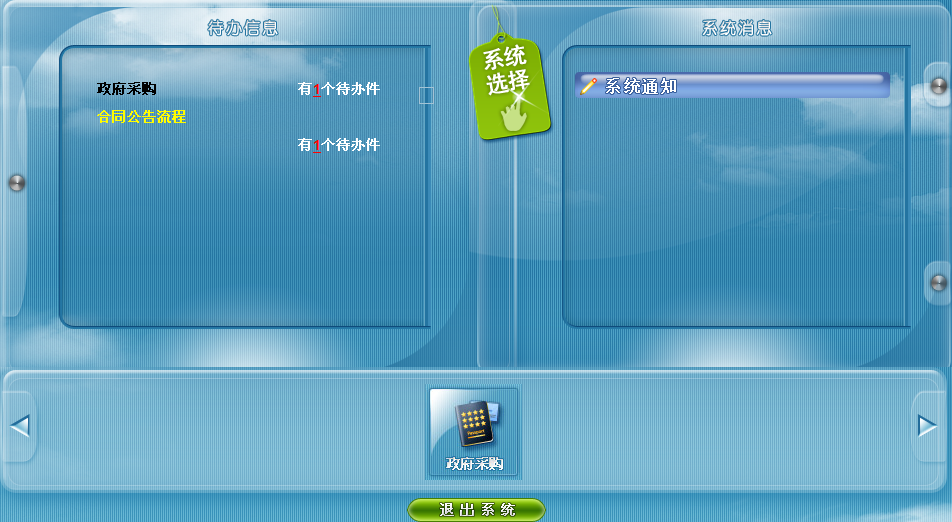 待办信息
政府采购 有1个待办件
合同公告流程
有1个待办件
系统
选择
系统消息
系统通知
Passport
政府采购
退出系统